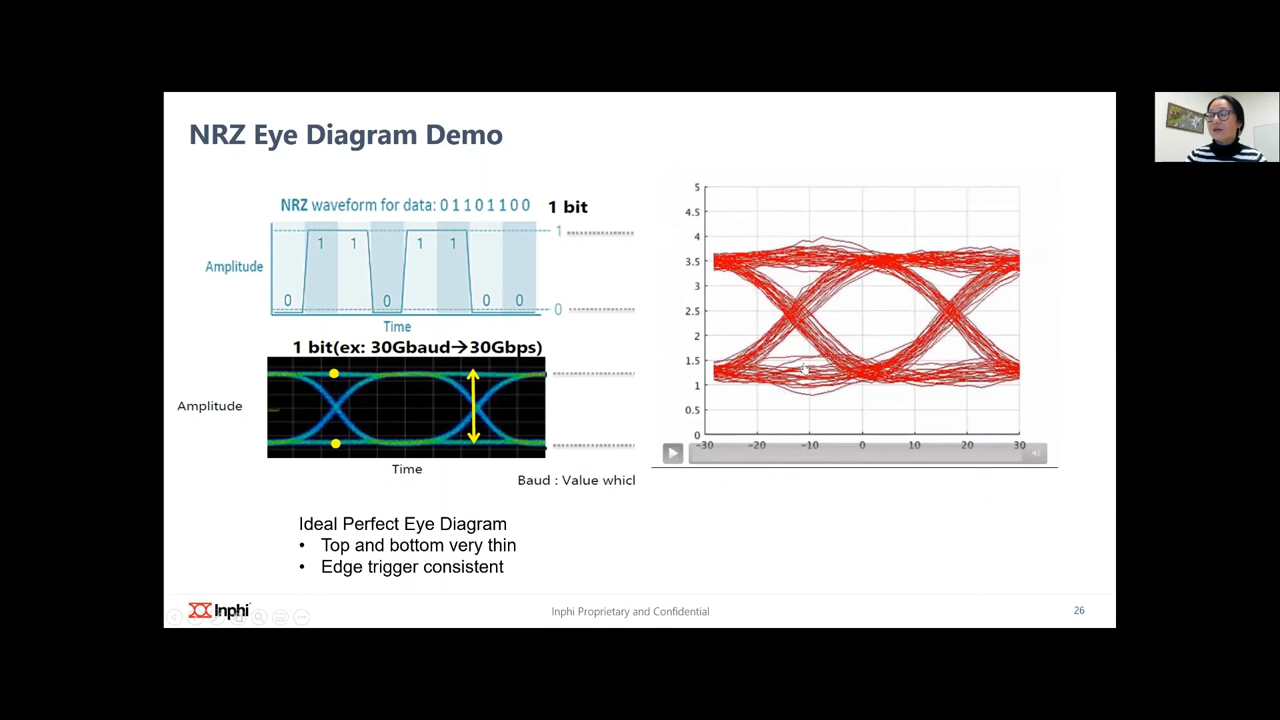 NRZ Eye Diagram Demo
NRZ waveform for data: 0 1 1 0 1 1 0 0
1 bit
1
1 1 1 1
Amplitude
0 0 0 0
0
Time
1 bit(ex: 30Gbaud→30Gbps)
Amplitude
Time
Baud : Value whicl
5
4.5
4
3.5
3
2.5
2
1.5
1
0.5
0
-30 -20 -10 0 10 20 30
Ideal Perfect Eye Diagram
• Top and bottom very thin
• Edge trigger consistent
Inphi
Inphi Proprietary and Confidential
26